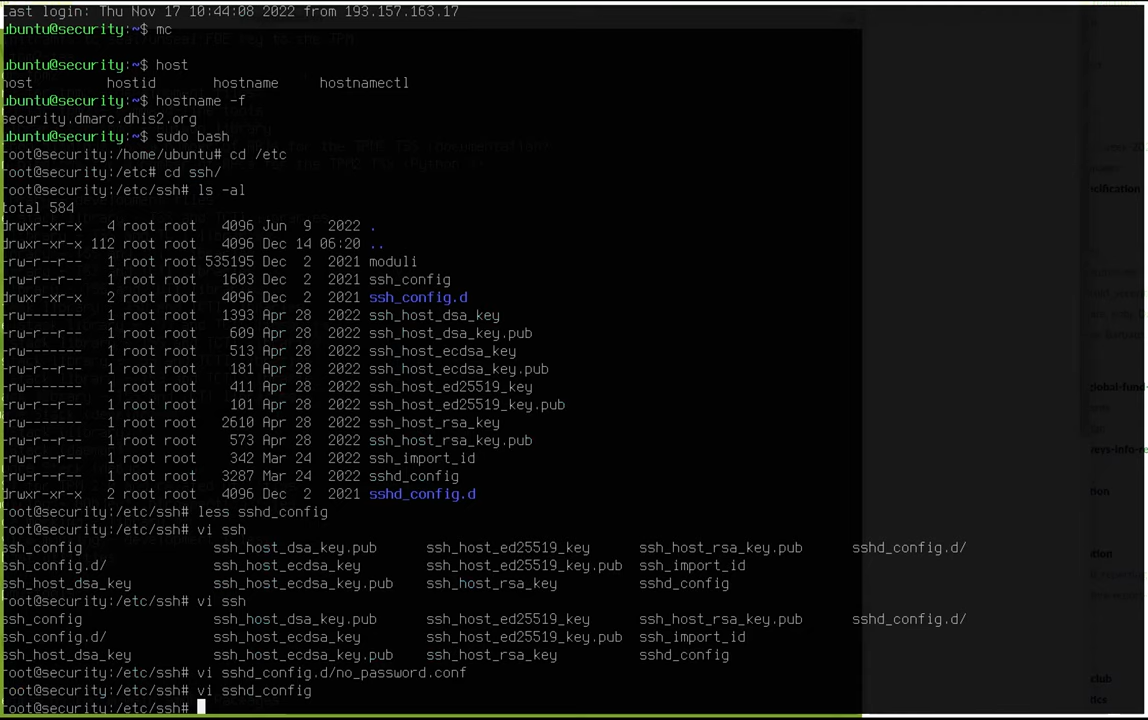 Last login: Thu Nov 17 10:44:08 2022 from 193.157.163.17
ubuntu@security:~$ mc
ubuntu@security:~$ host
host hostid hostname hostnamectl
ubuntu@security:~$ hostname -f
security.dmarc.dhis2.org
ubuntu@security:~$ sudo bash
root@security:/home/ubuntu# cd /etc
root@security:/etc# cd ssh/
root@security:/etc/ssh# ls -al
total 584
drwxr-xr-x 4 root root 4096 Jun 9 2022 .
drwxr-xr-x 112 root root 4096 Dec 14 06:20 ..
-rw-r--r-- 1 root root 535195 Dec 2 2021 moduli
-rw-r--r-- 1 root root 1603 Dec 2 2021 ssh_config
drwxr-xr-x 2 root root 4096 Dec 2 2021 ssh_config.d
-rw------- 1 root root 1393 Apr 28 2022 ssh_host_dsa_key
-rw-r--r-- 1 root root 609 Apr 28 2022 ssh_host_dsa_key.pub
-rw------- 1 root root 513 Apr 28 2022 ssh_host_ecdsa_key
-rw-r--r-- 1 root root 181 Apr 28 2022 ssh_host_ecdsa_key.pub
-rw------- 1 root root 411 Apr 28 2022 ssh_host_ed25519_key
-rw-r--r-- 1 root root 101 Apr 28 2022 ssh_host_ed25519_key.pub
-rw------- 1 root root 2610 Apr 28 2022 ssh_host_rsa_key
-rw-r--r-- 1 root root 573 Apr 28 2022 ssh_host_rsa_key.pub
-rw-r--r-- 1 root root 342 Mar 24 2022 ssh_import_id
-rw-r--r-- 1 root root 3287 Mar 24 2022 sshd_config
drwxr-xr-x 2 root root 4096 Dec 2 2021 sshd_config.d
root@security:/etc/ssh# less sshd_config
root@security:/etc/ssh# vi ssh
ssh_config ssh_host_dsa_key.pub ssh_host_ed25519_key ssh_host_rsa_key.pub sshd_config.d/
ssh_config.d/ ssh_host_ecdsa_key ssh_host_ed25519_key.pub ssh_import_id
ssh_host_dsa_key ssh_host_ecdsa_key.pub ssh_host_rsa_key sshd_config
root@security:/etc/ssh# vi ssh
ssh_config ssh_host_dsa_key.pub ssh_host_ed25519_key ssh_host_rsa_key.pub sshd_config.d/
ssh_config.d/ ssh_host_ecdsa_key ssh_host_ed25519_key.pub ssh_import_id
ssh_host_dsa_key ssh_host_ecdsa_key.pub ssh_host_rsa_key sshd_config
root@security:/etc/ssh# vi sshd_config.d/no_password.conf
root@security:/etc/ssh# vi sshd_config
root@security:/etc/ssh#